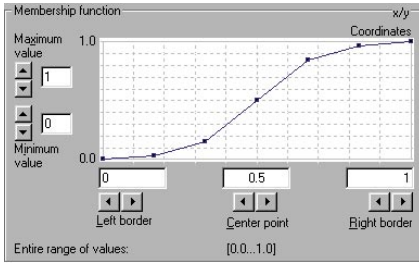 Membership function
x/y
Coordinates
Maximum
value
1
1.0
0
Minimum
value
0.0
0
0.5
1
Left border
Center point
Right border
Entire range of values:
[0.0...1.0]